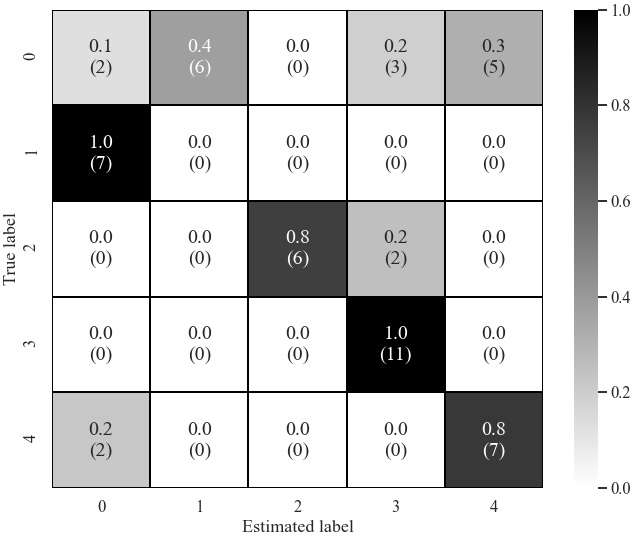 0.1 0.4 0.0 0.2 0.3
(2) (6) (0) (3) (5)
0
1.0 0.0 0.0 0.0 0.0
(7) (0) (0) (0) (0)
1
0.0 0.0 0.8 0.2 0.0
(0) (0) (6) (2) (0)
2
0.0 0.0 0.0 1.0 0.0
(0) (0) (0) (11) (0)
3
0.2 0.0 0.0 0.0 0.8
(2) (0) (0) (0) (7)
4
True label
0 1 2 3 4
Estimated label
1.0
0.8
0.6
0.4
0.2
0.0